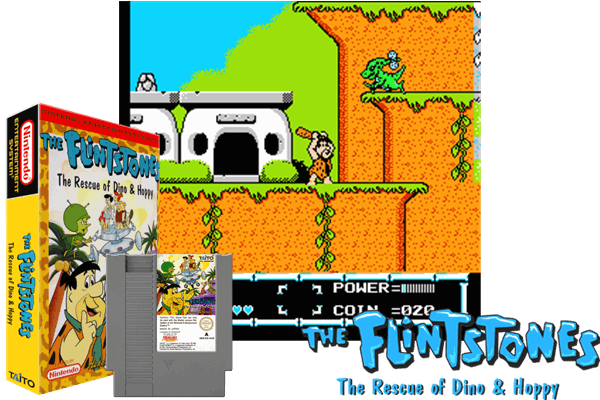 Nintendo
ENTERTAINMENT
SYSTEM
THE FLINTSTONES
The Rescue of Dino & Hoppy
THE FLINTSTONES
The Rescue of Dino & Hoppy
TAITO
Nintendo
TAITO
POWER=
COIN =020
THE FLINTSTONES
The Rescue of Dino & Hoppy